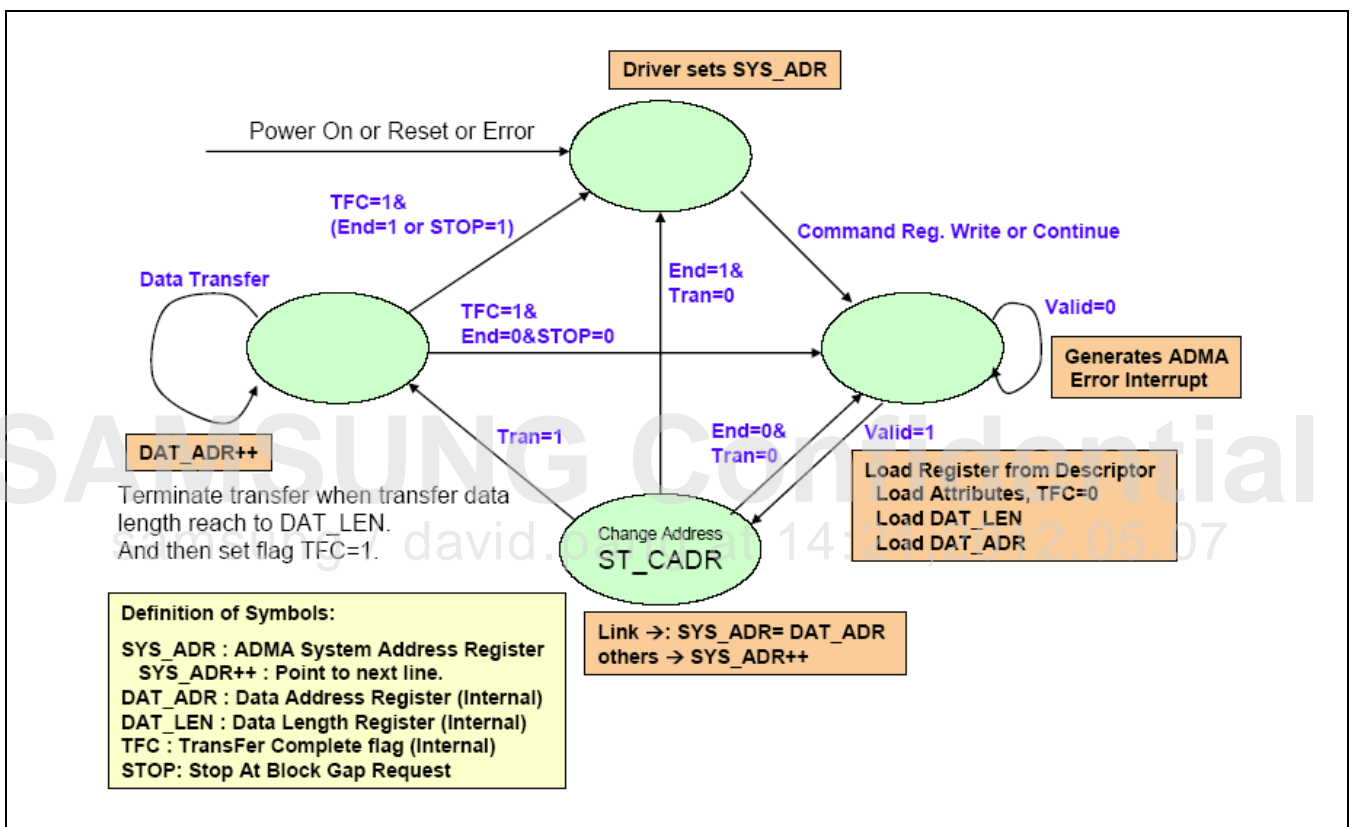 Driver sets SYS_ADR
Power On or Reset or Error
TFC=1&
(End=1 or STOP=1)
Command Reg. Write or Continue
Data Transfer
End=1&
Tran=0
TFC=1&
End=0&STOP=0
Valid=0
Generates ADMA
Error Interrupt
Tran=1
End=0&
Tran=0
Valid=1
DAT_ADR++
Load Register from Descriptor
Load Attributes, TFC=0
Load DAT_LEN
Load DAT_ADR
Terminate transfer when transfer data
length reach to DAT_LEN.
And then set flag TFC=1.
Change Address
ST_CADR
Link →: SYS_ADR= DAT_ADR
others → SYS_ADR++
Definition of Symbols:
SYS_ADR : ADMA System Address Register
SYS_ADR++ : Point to next line.
DAT_ADR : Data Address Register (Internal)
DAT_LEN : Data Length Register (Internal)
TFC : TransFer Complete flag (Internal)
STOP: Stop At Block Gap Request
SAMSUNG Confidential
at 14: 2.05.07